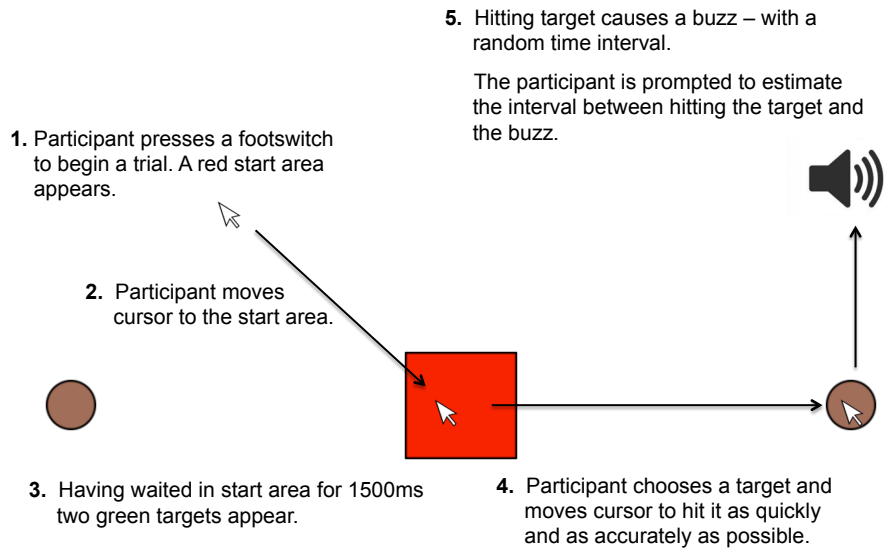 1. Participant presses a footswitch
to begin a trial. A red start area
appears.
2. Participant moves
cursor to the start area.
3. Having waited in start area for 1500ms
two green targets appear.
4. Participant chooses a target and
moves cursor to hit it as quickly
and as accurately as possible.
5. Hitting target causes a buzz – with a
random time interval.
The participant is prompted to estimate
the interval between hitting the target and
the buzz.